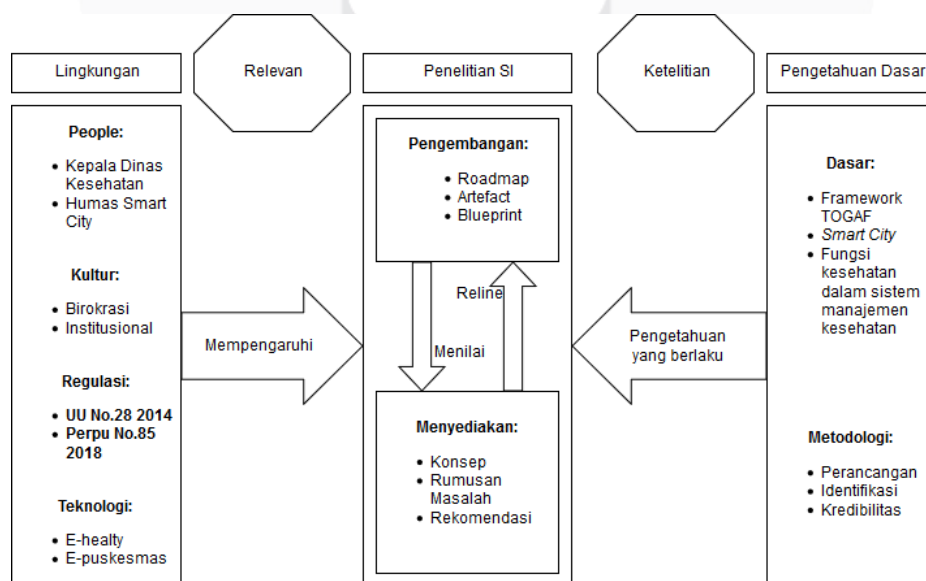 Lingkungan
Relevan
Penelitian SI
Ketelitian
Pengetahuan Dasar
People:
• Kepala Dinas
Kesehatan
• Humas Smart
City
Kultur:
• Birokrasi
• Institusional
Regulasi:
• UU No.28 2014
• Perpu No.85
2018
Teknologi:
• E-healty
• E-puskesmas
Mempengaruhi
Pengembangan:
• Roadmap
• Artefact
• Blueprint
Reline
Menilai
Menyediakan:
• Konsep
• Rumusan
Masalah
• Rekomendasi
Pengetahuan
yang berlaku
Dasar:
• Framework
TOGAF
• Smart City
• Fungsi
kesehatan
dalam sistem
manajemen
kesehatan
Metodologi:
• Perancangan
• Identifikasi
• Kredibilitas